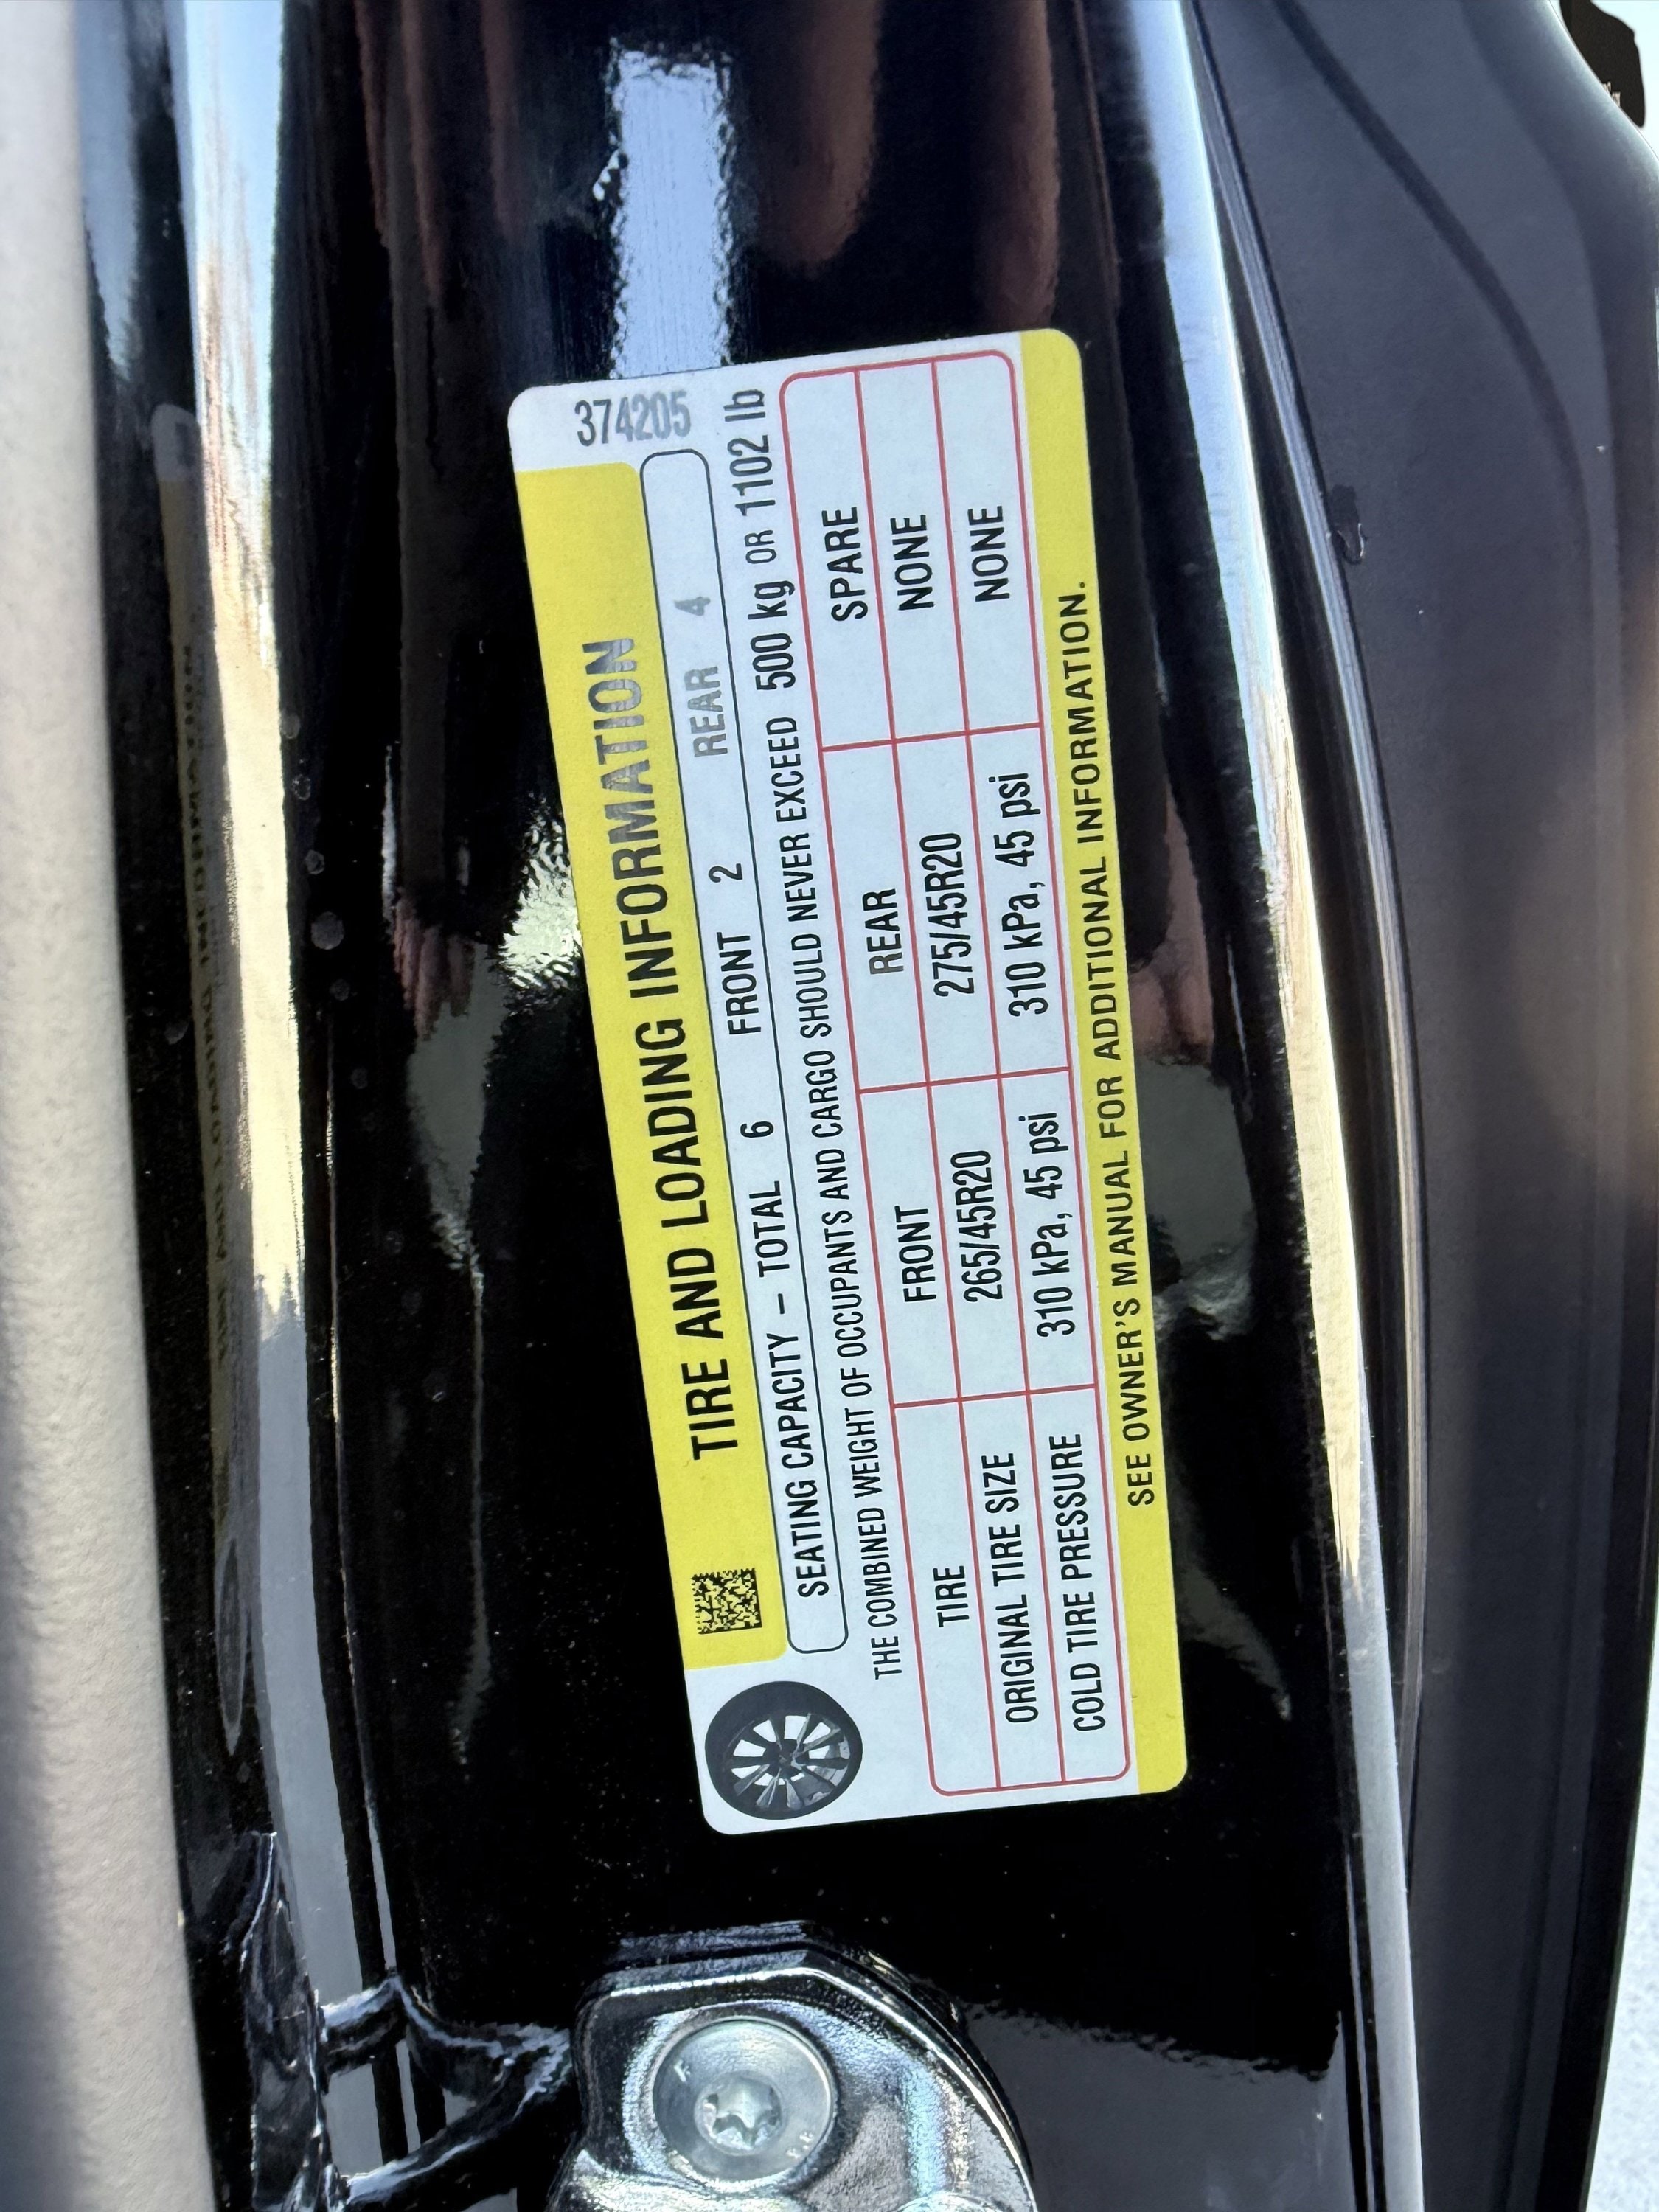 374205
TIRE AND LOADING INFORMATION
SEATING CAPACITY – TOTAL 6 FRONT 2 REAR 4
THE COMBINED WEIGHT OF OCCUPANTS AND CARGO SHOULD NEVER EXCEED 500 kg OR 1102 lb
TIRE FRONT REAR SPARE
ORIGINAL TIRE SIZE 265/45R20 275/45R20 NONE
COLD TIRE PRESSURE 310 kPa, 45 psi 310 kPa, 45 psi NONE
SEE OWNER'S MANUAL FOR ADDITIONAL INFORMATION.